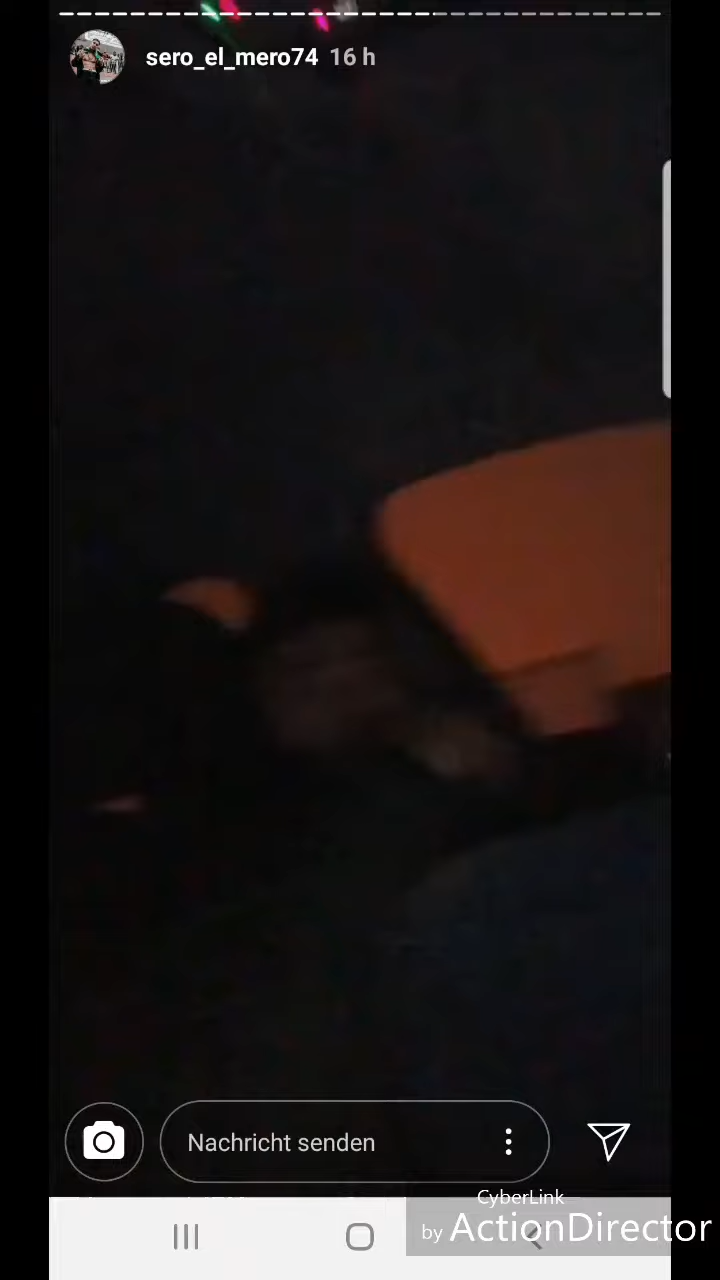 sero_el_mero74 16 h
Nachricht senden
CyberLink
by ActionDirector